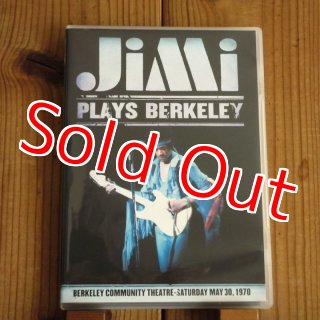 JiMi
PLAYS BERKELEY
Sold Out
BERKELEY COMMUNITY THEATRE-SATURDAY MAY 30, 1970